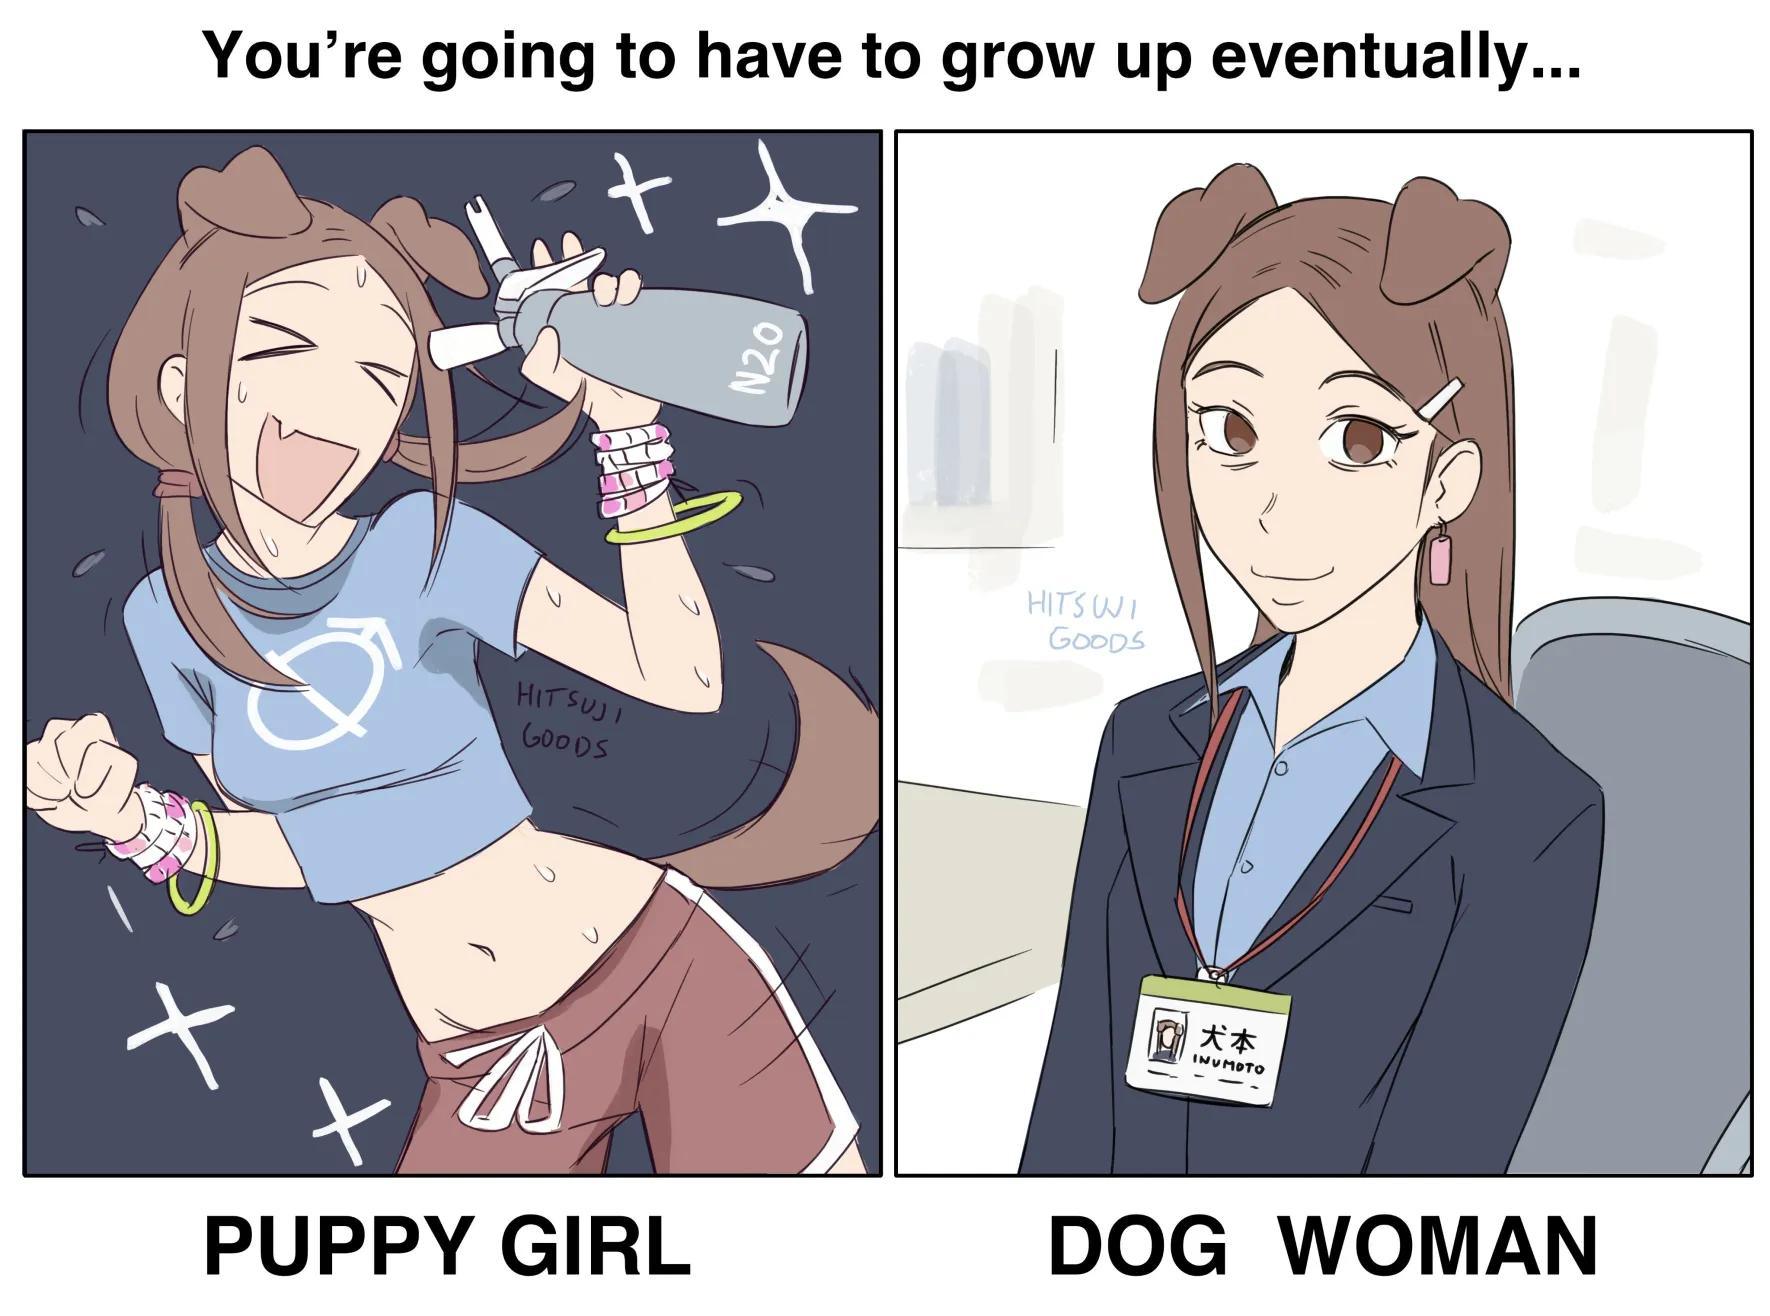 You’re going to have to grow up eventually...
N2O
HITSUJI
GOODS
HITSUJI
GOODS
犬本
INUMOTO
PUPPY GIRL
DOG WOMAN